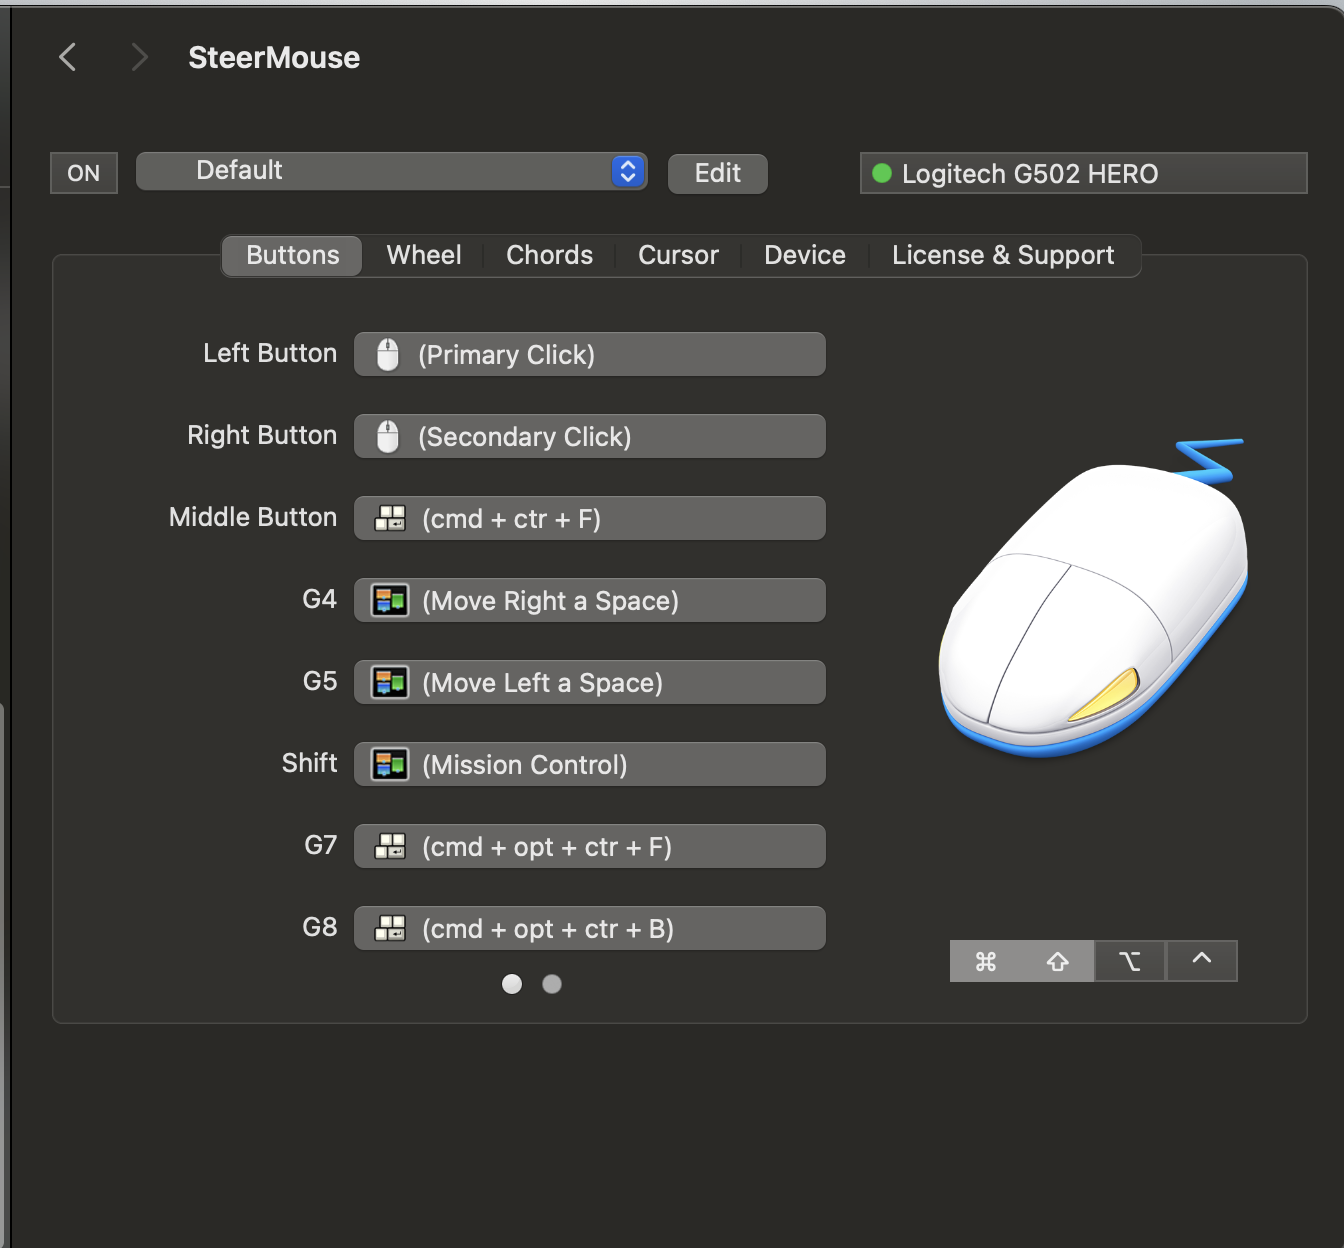 SteerMouse
ON
Default
Edit
Logitech G502 HERO
Buttons
Wheel
Chords
Cursor
Device
License & Support
Left Button
(Primary Click)
Right Button
(Secondary Click)
Middle Button
(cmd + ctr + F)
G4
(Move Right a Space)
G5
(Move Left a Space)
Shift
(Mission Control)
G7
(cmd + opt + ctr + F)
G8
(cmd + opt + ctr + B)
⌘ ⇧ ⌥ ^